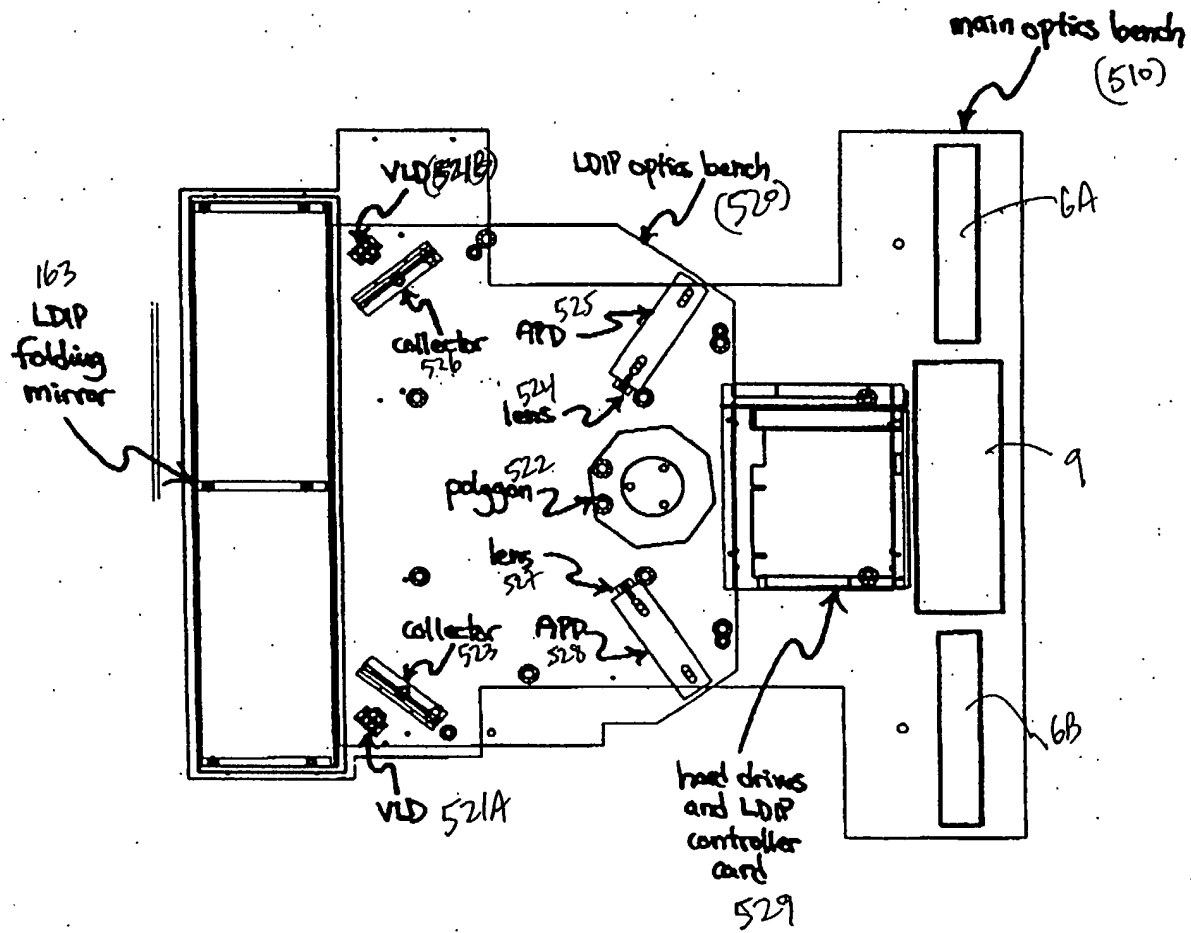 main optics bench
(510)
VLD(521B)
LDIP optics bench
(520)
6A
163
LDIP
folding
mirror
525
APD
collector
526
524
lens
9
522
polygon
lens
527
collector
523
APD
528
6B
VLD 521A
hard drives
and LDIP
controller
card
529